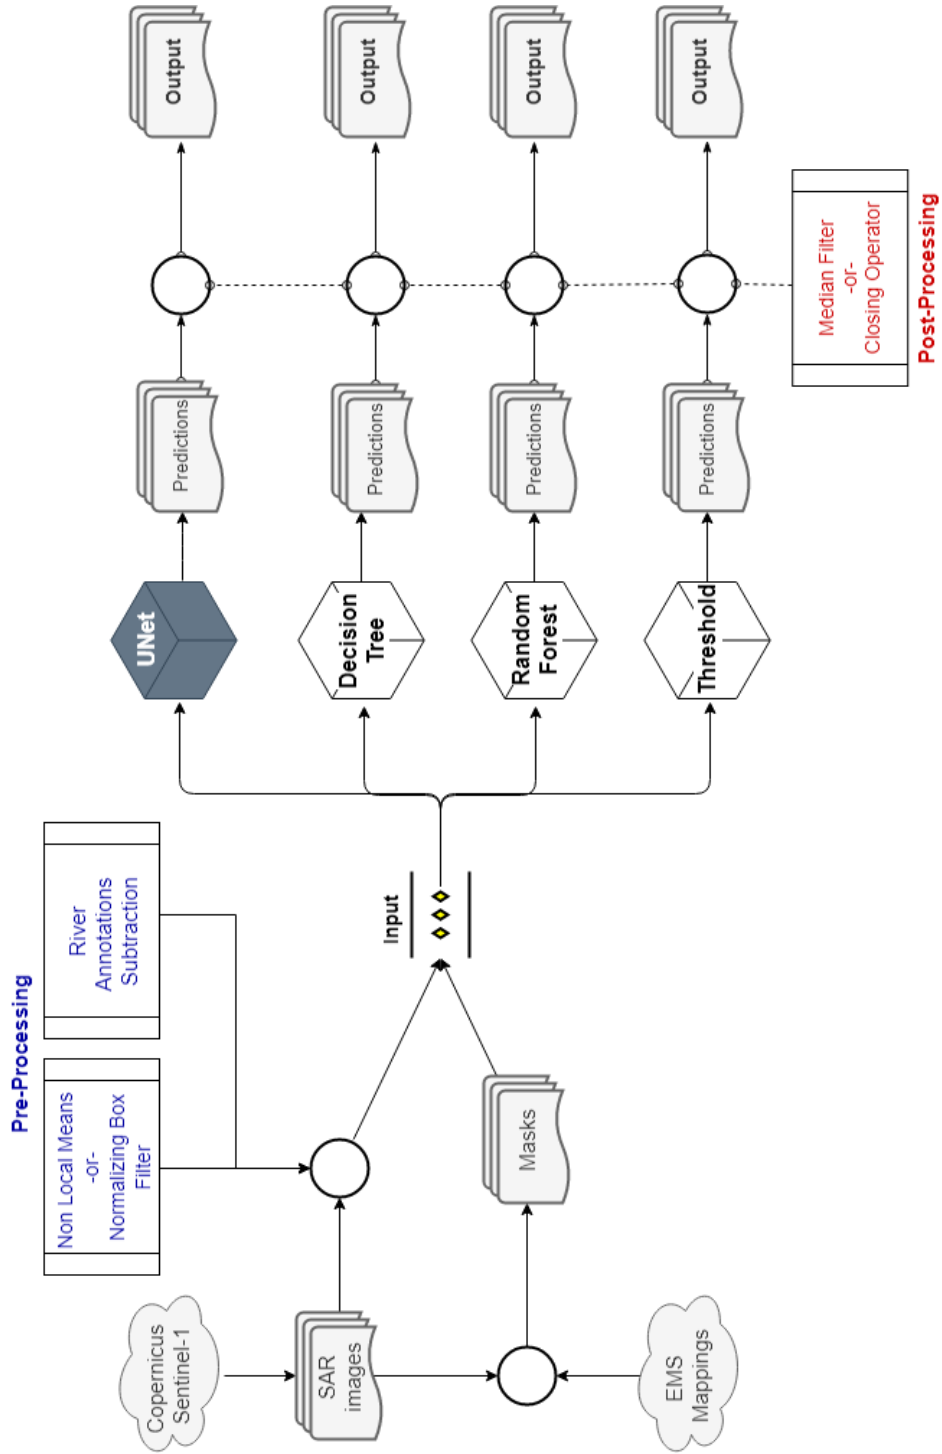 Pre-Processing
Copernicus
Sentinel-1
Non Local Means
-or-
Normalizing Box
Filter
River
Annotations
Subtraction
SAR
images
EMS
Mappings
Masks
Input
UNet
Predictions
Output
Decision
Tree
Predictions
Output
Random
Forest
Predictions
Output
Threshold
Predictions
Output
Median Filter
-or-
Closing Operator
Post-Processing